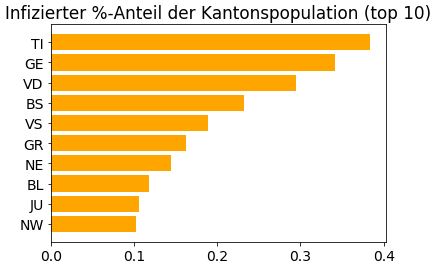 Infizierter %-Anteil der Kantonspopulation (top 10)
TI
GE
VD
BS
VS
GR
NE
BL
JU
NW
0.0 0.1 0.2 0.3 0.4